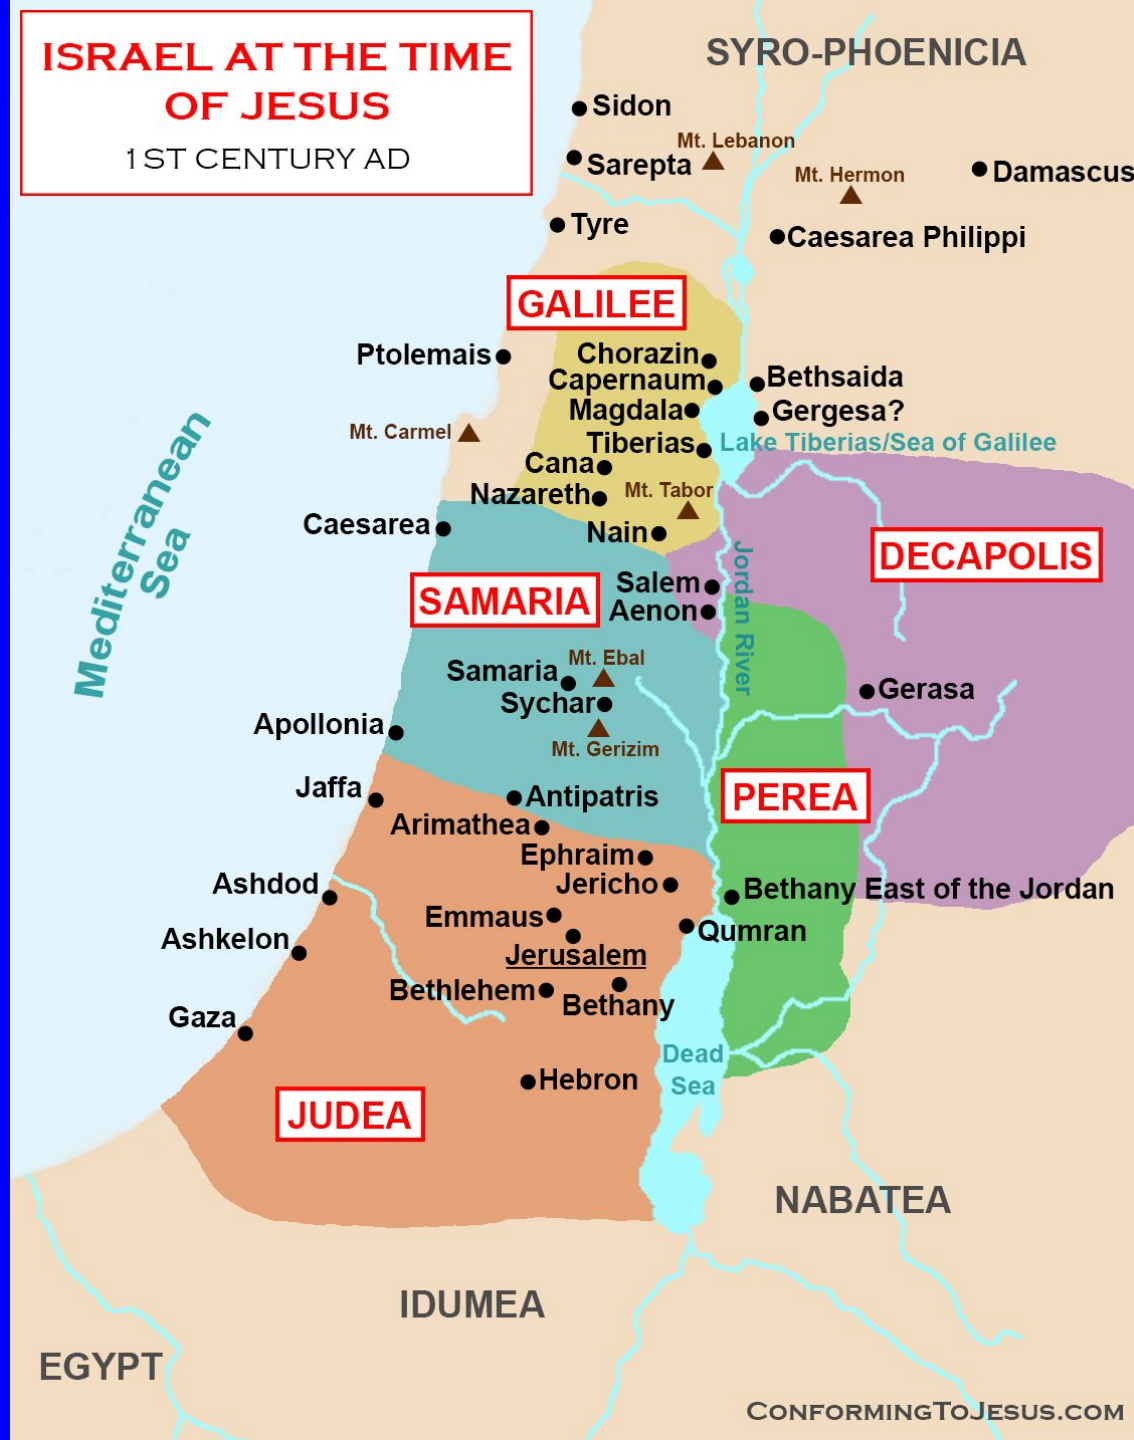 ISRAEL AT THE TIME
OF JESUS
1ST CENTURY AD
SYRO-PHOENICIA
Sidon
Mt. Lebanon
Sarepta
Mt. Hermon
Damascus
Tyre
Caesarea Philippi
GALILEE
Ptolemais
Chorazin
Capernaum
Bethsaida
Magdala
Gergesa?
Mt. Carmel
Tiberias
Lake Tiberias/Sea of Galilee
Cana
Nazareth
Mt. Tabor
Caesarea
Nain
DECAPOLIS
Mediterranean
Sea
Jordan River
SAMARIA
Salem
Aenon
Samaria
Mt. Ebal
Sychar
Gerasa
Apollonia
Mt. Gerizim
Jaffa
Antipatris
PEREA
Arimathea
Ephraim
Ashdod
Jericho
Bethany East of the Jordan
Emmaus
Ashkelon
Qumran
Jerusalem
Bethlehem
Bethany
Gaza
Dead
Sea
Hebron
JUDEA
NABATEA
IDUMEA
EGYPT
CONFORMINGTOJESUS.COM